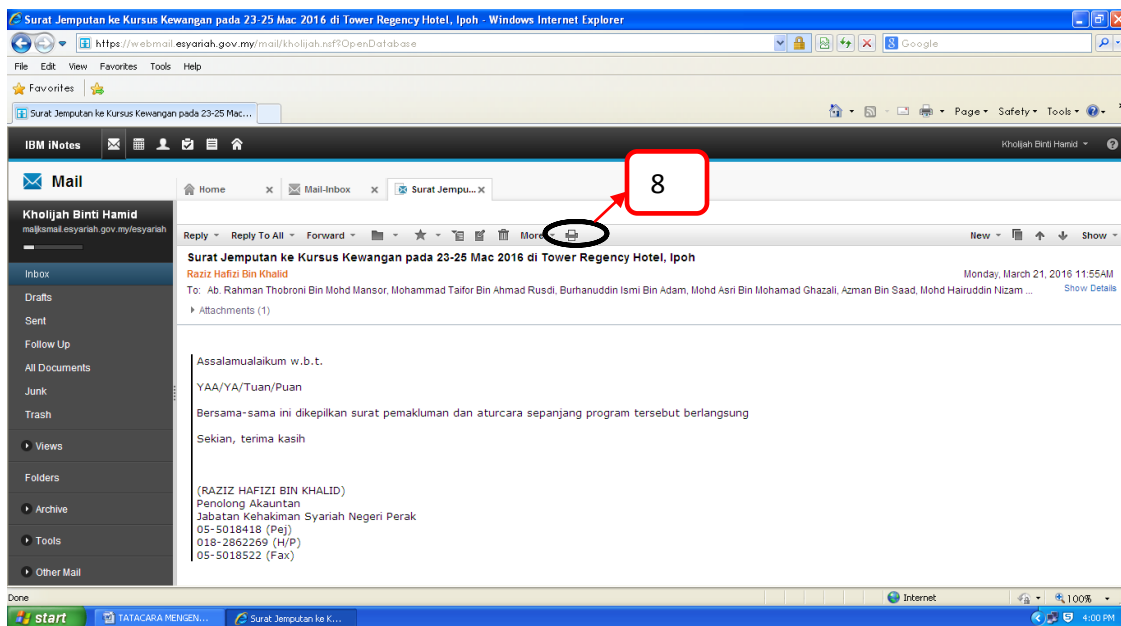 Surat Jemputan ke Kursus Kewangan pada 23-25 Mac 2016 di Tower Regency Hotel, Ipoh - Windows Internet Explorer
https://webmail.esyariah.gov.my/mail/kholijah.nsf?OpenDatabase
Google
File Edit View Favorites Tools Help
Favorites
Surat Jemputan ke Kursus Kewangan pada 23-25 Mac...
Page Safety Tools
IBM iNotes
Kholijah Binti Hamid
Mail
Home x Mail-Inbox x Surat Jempu... x
8
Kholijah Binti Hamid
maljksmail.esyariah.gov.my/esyariah
Reply Reply To All Forward More
New Show
Surat Jemputan ke Kursus Kewangan pada 23-25 Mac 2016 di Tower Regency Hotel, Ipoh
Raziz Hafizi Bin Khalid
Monday, March 21, 2016 11:55AM
To: Ab. Rahman Thobroni Bin Mohd Mansor, Mohammad Taifor Bin Ahmad Rusdi, Burhanuddin Ismi Bin Adam, Mohd Asri Bin Mohamad Ghazali, Azman Bin Saad, Mohd Hairuddin Nizam ...
Show Details
Attachments (1)
Inbox
Drafts
Sent
Follow Up
All Documents
Junk
Trash
Views
Folders
Archive
Tools
Other Mail
Assalamualaikum w.b.t.
YAA/YA/Tuan/Puan
Bersama-sama ini dikepilkan surat pemakluman dan aturcara sepanjang program tersebut berlangsung
Sekian, terima kasih
(RAZIZ HAFIZI BIN KHALID)
Penolong Akauntan
Jabatan Kehakiman Syariah Negeri Perak
05-5018418 (Pej)
018-2862269 (H/P)
05-5018522 (Fax)
Done
Internet
100%
start
TATACARA MENGEN...
Surat Jemputan ke K...
4:00 PM